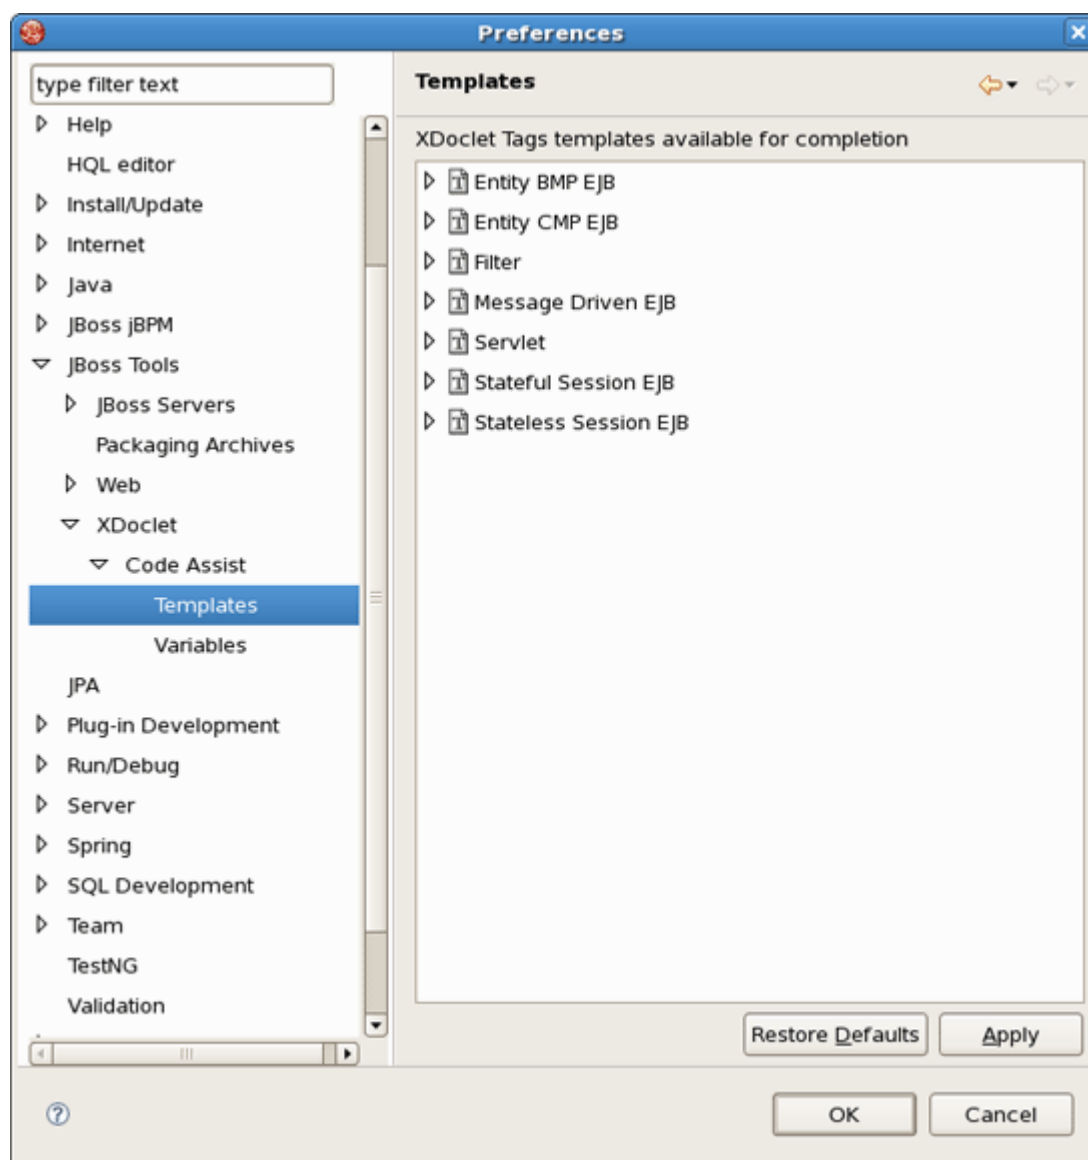 Preferences
type filter text
Help
HQL editor
Install/Update
Internet
Java
JBoss jBPM
JBoss Tools
JBoss Servers
Packaging Archives
Web
XDoclet
Code Assist
Templates
Variables
JPA
Plug-in Development
Run/Debug
Server
Spring
SQL Development
Team
TestNG
Validation
Templates
XDoclet Tags templates available for completion
Entity BMP EJB
Entity CMP EJB
Filter
Message Driven EJB
Servlet
Stateful Session EJB
Stateless Session EJB
Restore Defaults
Apply
OK
Cancel